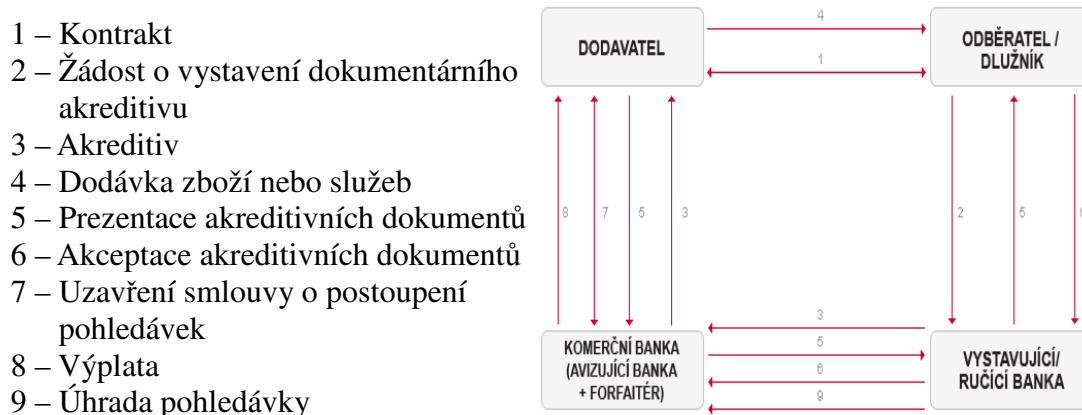 1 – Kontrakt
2 – Žádost o vystavení dokumentárního
akreditivu
3 – Akreditiv
4 – Dodávka zboží nebo služeb
5 – Prezentace akreditivních dokumentů
6 – Akceptace akreditivních dokumentů
7 – Uzavření smlouvy o postoupení
pohledávek
8 – Výplata
9 – Úhrada pohledávky
DODAVATEL
4
1
ODBĚRATEL /
DLUŽNÍK
8
7
5
3
2
5
9
KOMERČNÍ BANKA
(AVIZUJÍCÍ BANKA
+ FORFAITÉR)
3
5
6
9
VYSTAVUJÍCÍ/
RUČÍCÍ BANKA